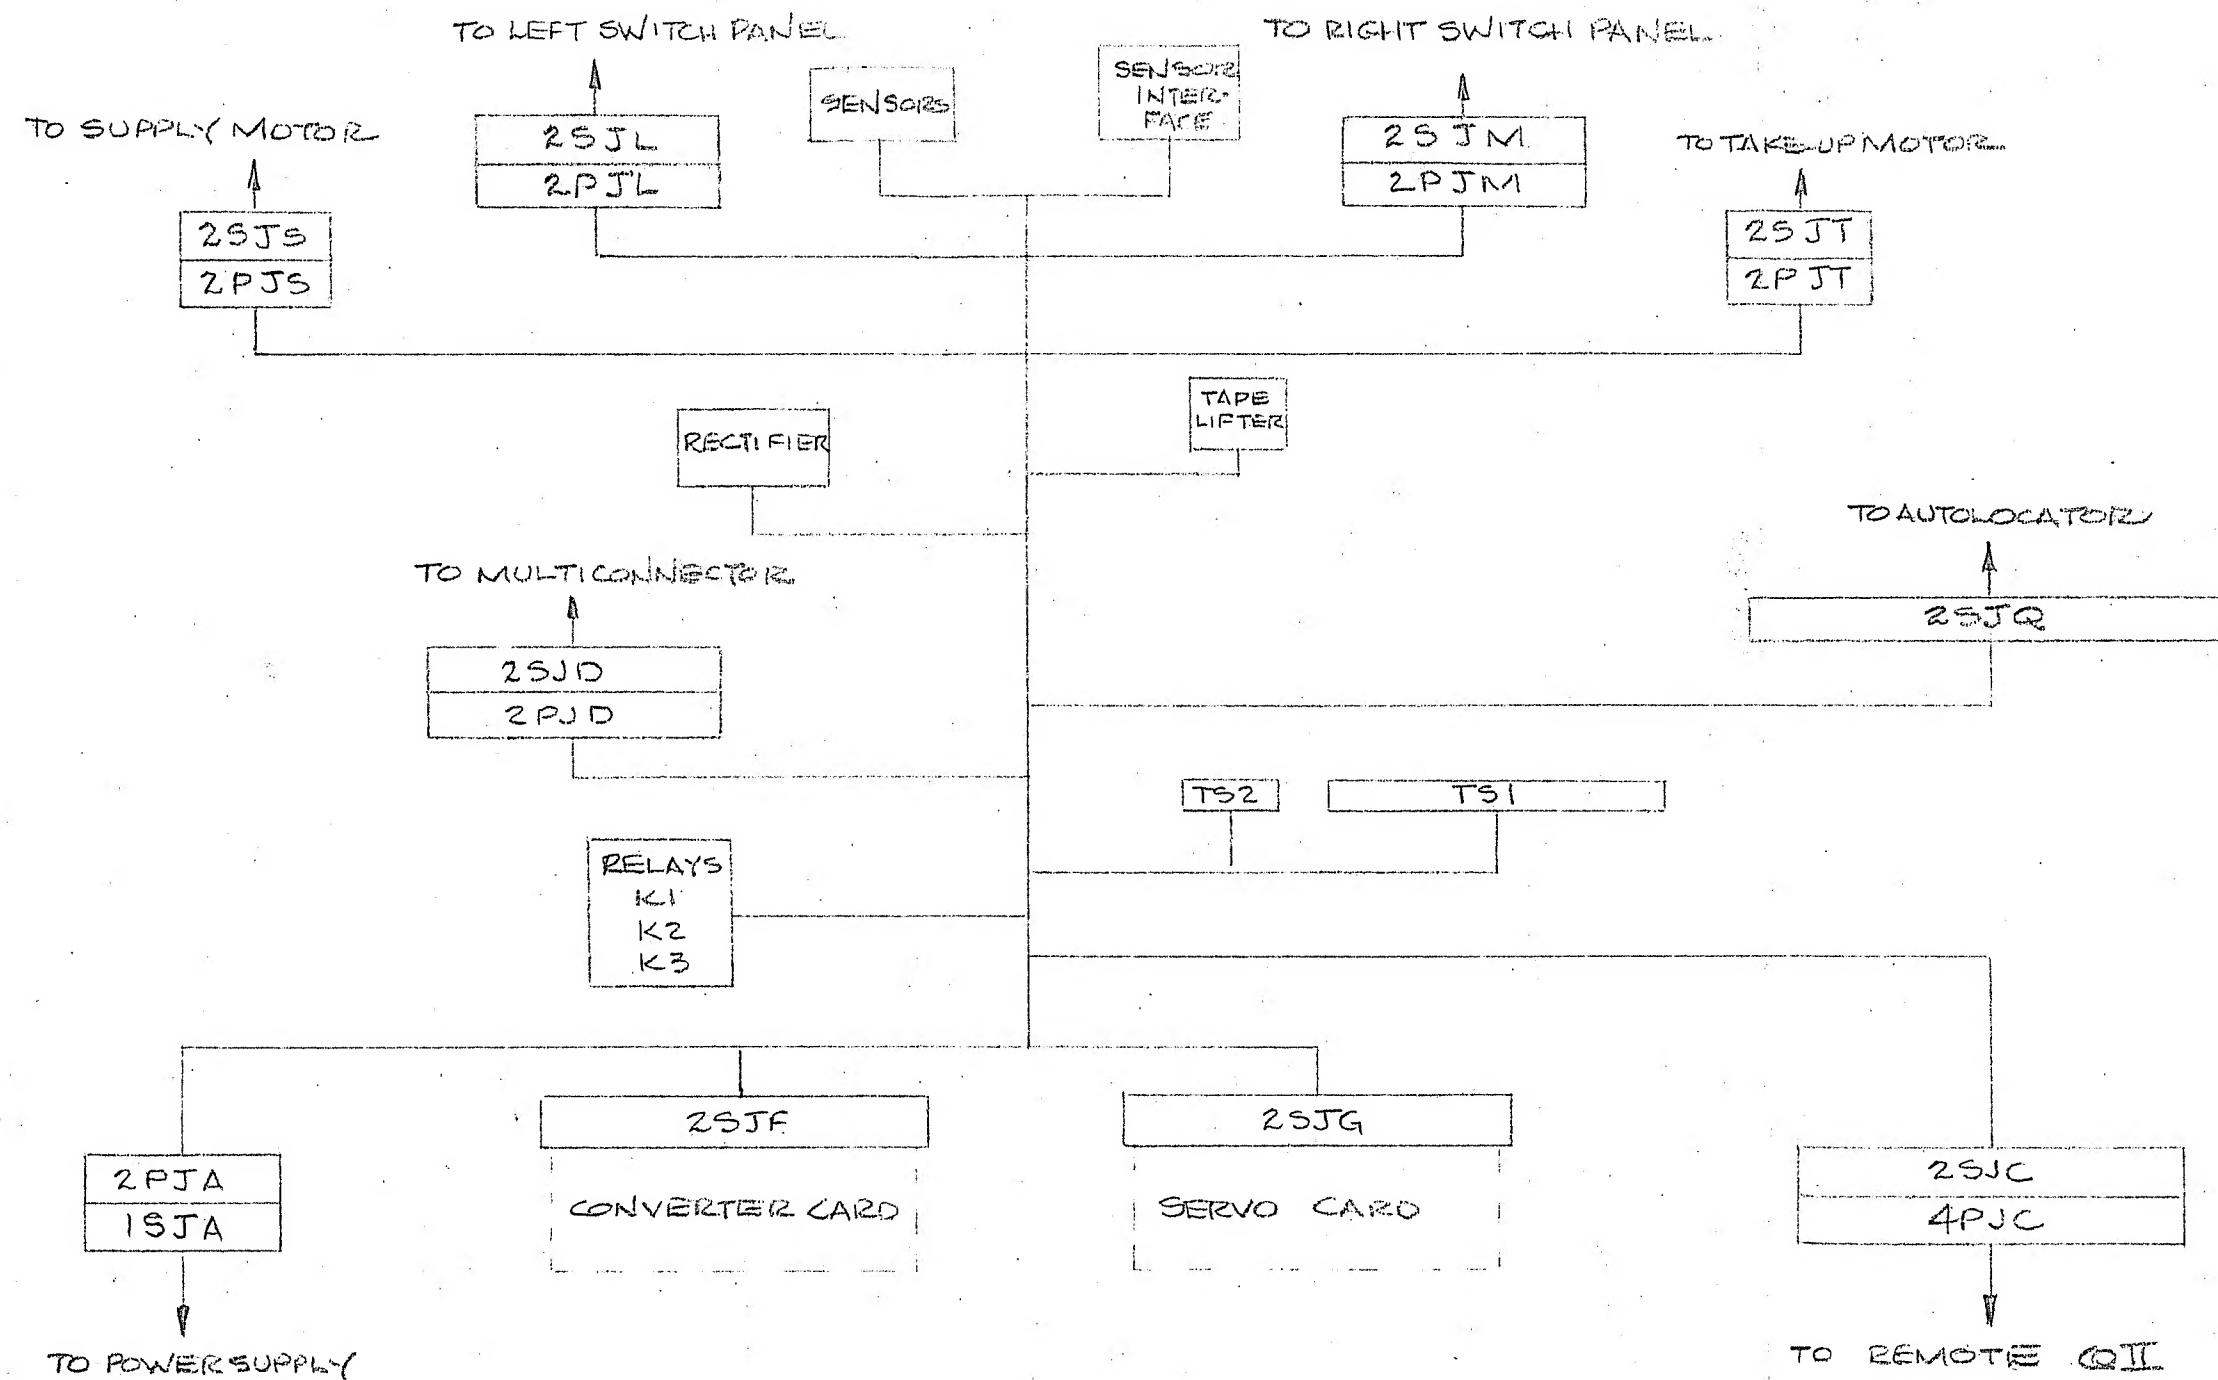 TO LEFT SWITCH PANEL
TO RIGHT SWITCH PANEL
SENSORS
SENSOR
INTER-
FACE
TO SUPPLY MOTOR
2SJL
2PJL
2SJM
2PJM
TO TAKE-UP MOTOR
2SJS
2PJS
2SJT
2PJT
RECTIFIER
TAPE
LIFTER
TO AUTOLOCATOR
TO MULTICONNECTOR
2SJQ
2SJD
2PJD
TS2
TS1
RELAYS
K1
K2
K3
2SJF
2SJG
2PJA
1SJA
CONVERTER CARD
SERVO CARD
2SJC
4PJC
TO POWER SUPPLY
TO REMOTE CQII